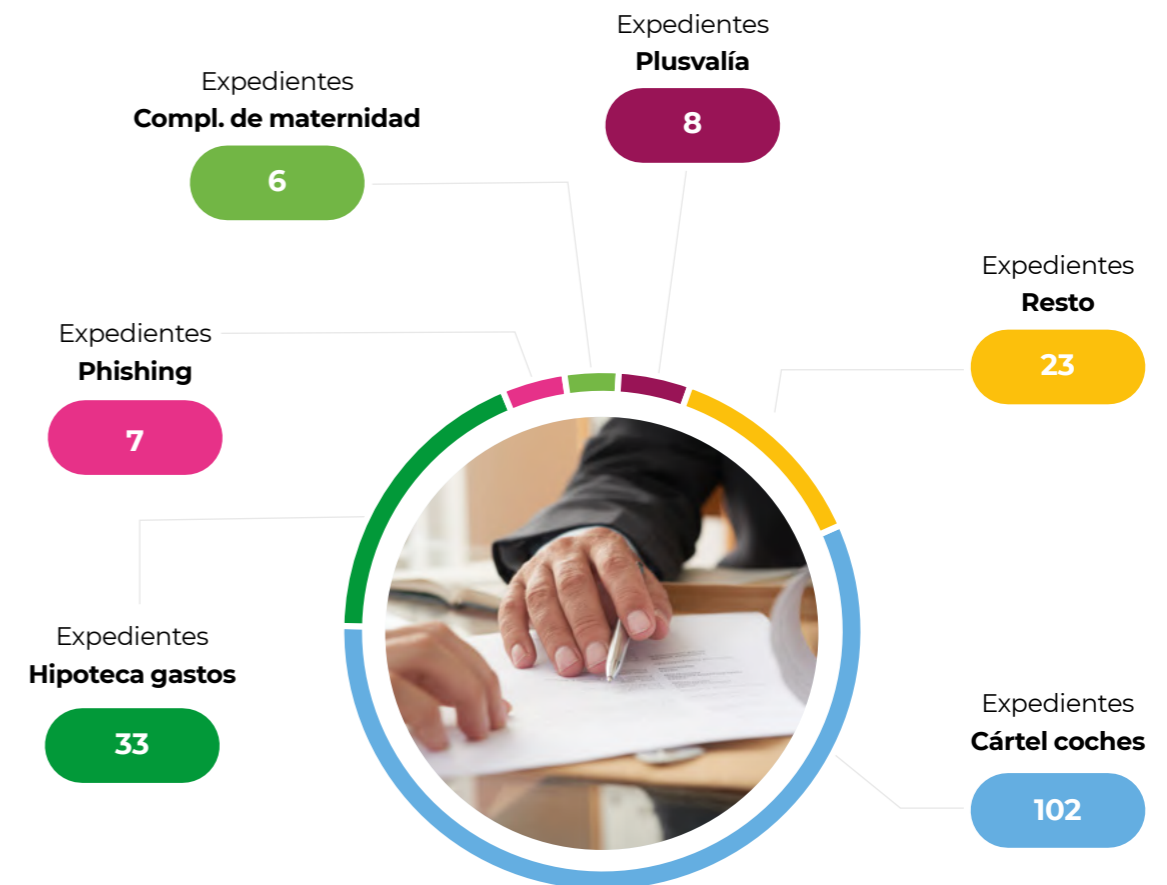 Expedientes
Plusvalía
8
Expedientes
Compl. de maternidad
6
Expedientes
Resto
23
Expedientes
Phishing
7
Expedientes
Hipoteca gastos
33
Expedientes
Cártel coches
102